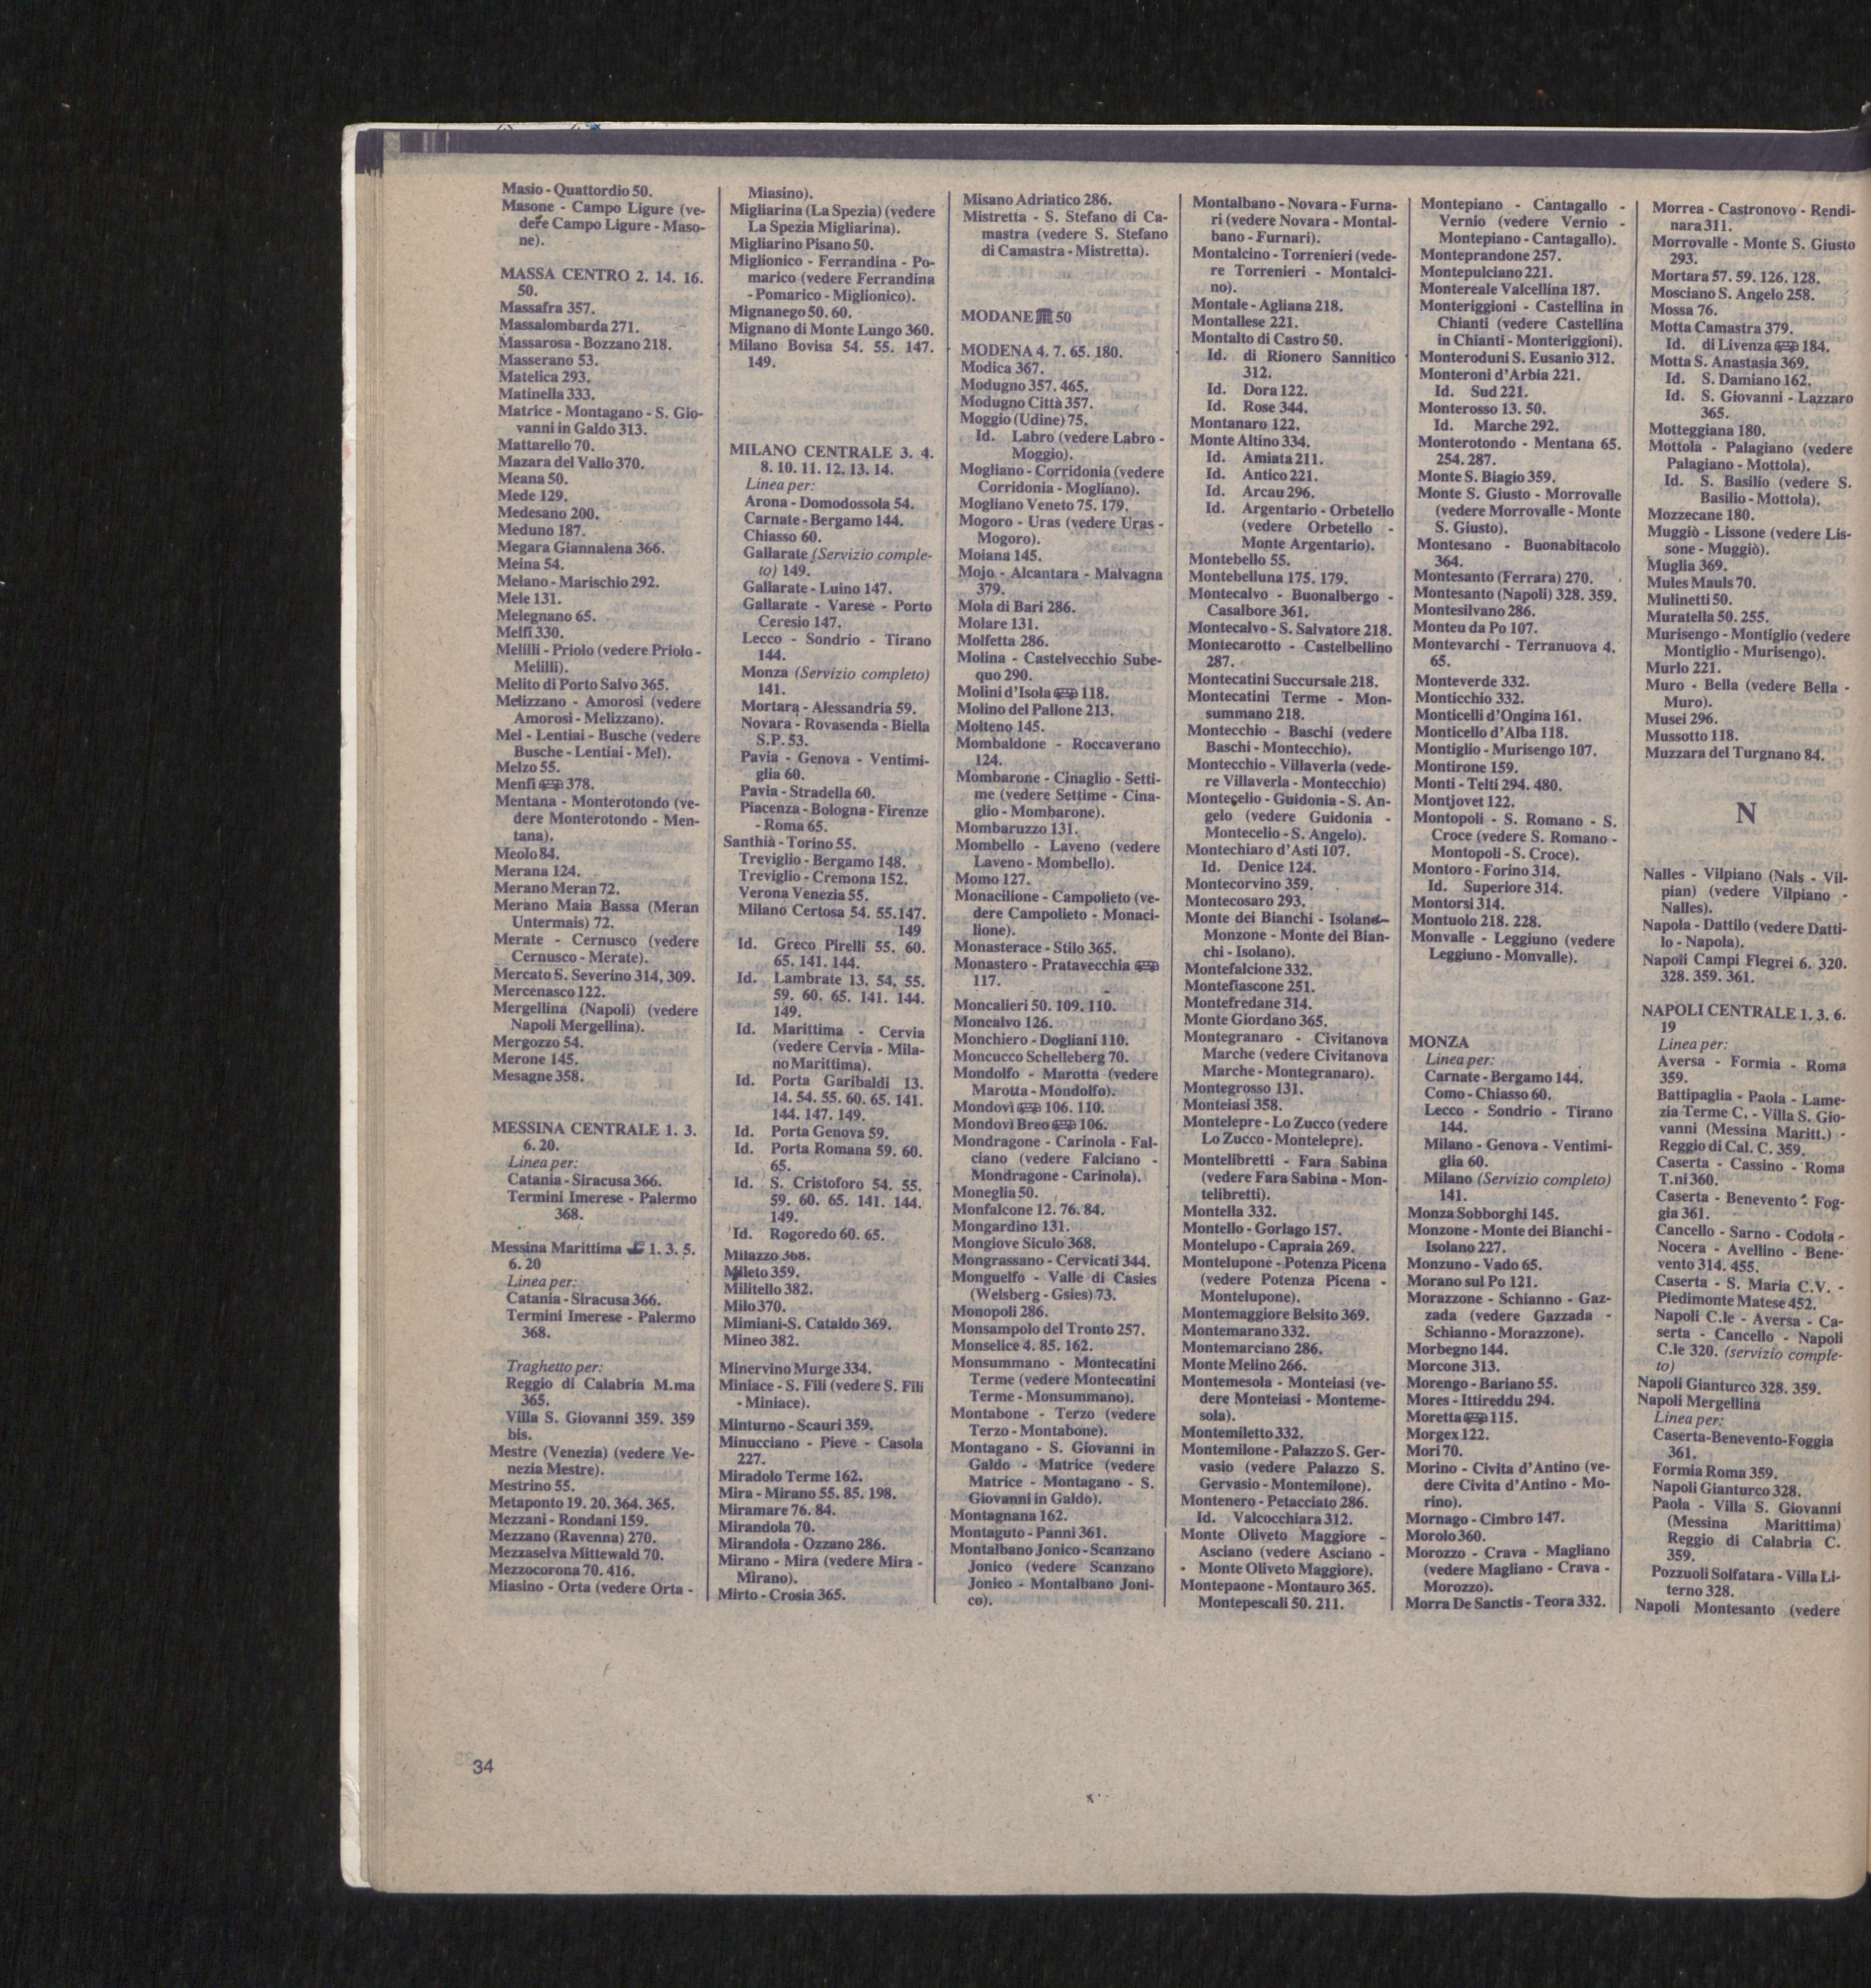 Masio - Quattordio 50.
Masone - Campo Ligure (ve-
dere Campo Ligure - Maso-
ne).
MASSA CENTRO 2. 14. 16.
50.
Massafra 357.
Massalombarda 271.
Massarosa - Bozzano 218.
Masserano 53.
Matelica 293.
Matinella 333.
Matrice - Montagano - S. Gio-
vanni in Galdo 313.
Mattarello 70.
Mazara del Vallo 370.
Meana 50.
Mede 129.
Medesano 200.
Meduno 187.
Megara Giannalena 366.
Meina 54.
Melano - Marischio 292.
Mele 131.
Melegnano 65.
Melfi 330.
Melilli - Priolo (vedere Priolo -
Melilli).
Melito di Porto Salvo 365.
Melizzano - Amorosi (vedere
Amorosi - Melizzano).
Mel - Lentiai - Busche (vedere
Busche - Lentiai - Mel).
Melzo 55.
Menfi 378.
Mentana - Monterotondo (ve-
dere Monterotondo - Men-
tana).
Meolo 84.
Merana 124.
Merano Meran 72.
Merano Maia Bassa (Meran
Untermais) 72.
Merate - Cernusco (vedere
Cernusco - Merate).
Mercato S. Severino 314, 309.
Mercenasco 122.
Mergellina (Napoli) (vedere
Napoli Mergellina).
Mergozzo 54.
Merone 145.
Mesagne 358.
MESSINA CENTRALE 1. 3.
6. 20.
Linea per:
Catania - Siracusa 366.
Termini Imerese - Palermo
368.
Messina Marittima 1. 3. 5.
6. 20
Linea per:
Catania - Siracusa 366.
Termini Imerese - Palermo
368.
Traghetto per:
Reggio di Calabria M.ma
365.
Villa S. Giovanni 359. 359
bis.
Mestre (Venezia) (vedere Ve-
nezia Mestre).
Mestrino 55.
Metaponto 19. 20. 364. 365.
Mezzani - Rondani 159.
Mezzano (Ravenna) 270.
Mezzaselva Mittewald 70.
Mezzocorona 70. 416.
Miasino - Orta (vedere Orta -
Miasino).
Migliarina (La Spezia) (vedere
La Spezia Migliarina).
Migliarino Pisano 50.
Miglionico - Ferrandina - Po-
marico (vedere Ferrandina
- Pomarico - Miglionico).
Mignanego 50. 60.
Mignano di Monte Lungo 360.
Milano Bovisa 54. 55. 147.
149.
MILANO CENTRALE 3. 4.
8. 10. 11. 12. 13. 14.
Linea per:
Arona - Domodossola 54.
Carnate - Bergamo 144.
Chiasso 60.
Gallarate (Servizio comple-
to) 149.
Gallarate - Luino 147.
Gallarate - Varese - Porto
Ceresio 147.
Lecco - Sondrio - Tirano
144.
Monza (Servizio completo)
141.
Mortara - Alessandria 59.
Novara - Rovasenda - Biella
S.P. 53.
Pavia - Genova - Ventimi-
glia 60.
Pavia - Stradella 60.
Piacenza - Bologna - Firenze
- Roma 65.
Santhià - Torino 55.
Treviglio - Bergamo 148.
Treviglio - Cremona 152.
Verona Venezia 55.
Milano Certosa 54. 55.147.
149
Id. Greco Pirelli 55. 60.
65. 141. 144.
Id. Lambrate 13. 54. 55.
59. 60. 65. 141. 144.
149.
Id. Marittima - Cervia
(vedere Cervia - Mila-
no Marittima).
Id. Porta Garibaldi 13.
14. 54. 55. 60. 65. 141.
144. 147. 149.
Id. Porta Genova 59.
Id. Porta Romana 59. 60.
65.
Id. S. Cristoforo 54. 55.
59. 60. 65. 141. 144.
149.
Id. Rogoredo 60. 65.
Milazzo 368.
Mileto 359.
Militello 382.
Milo 370.
Mimiani-S. Cataldo 369.
Mineo 382.
Minervino Murge 334.
Miniace - S. Fili (vedere S. Fili
- Miniace).
Minturno - Scauri 359.
Minucciano - Pieve - Casola
227.
Miradolo Terme 162.
Mira - Mirano 55. 85. 198.
Miramare 76. 84.
Mirandola 70.
Mirandola - Ozzano 286.
Mirano - Mira (vedere Mira -
Mirano).
Mirto - Crosia 365.
Misano Adriatico 286.
Mistretta - S. Stefano di Ca-
mastra (vedere S. Stefano
di Camastra - Mistretta).
MODANE 50
MODENA 4. 7. 65. 180.
Modica 367.
Modugno 357. 465.
Modugno Città 357.
Moggio (Udine) 75.
Id. Labro (vedere Labro -
Moggio).
Mogliano - Corridonia (vedere
Corridonia - Mogliano).
Mogliano Veneto 75. 179.
Mogoro - Uras (vedere Uras -
Mogoro).
Moiana 145.
Mojo - Alcantara - Malvagna
379.
Mola di Bari 286.
Molare 131.
Molfetta 286.
Molina - Castelvecchio Sube-
quo 290.
Molini d'Isola 118.
Molino del Pallone 213.
Molteno 145.
Mombaldone - Roccaverano
124.
Mombarone - Cinaglio - Setti-
me (vedere Settime - Cina-
glio - Mombarone).
Mombaruzzo 131.
Mombello - Laveno (vedere
Laveno - Mombello).
Momo 127.
Monacilione - Campolieto (ve-
dere Campolieto - Monaci-
lione).
Monasterace - Stilo 365.
Monastero - Pratavecchia
117.
Moncalieri 50. 109. 110.
Moncalvo 126.
Monchiero - Dogliani 110.
Moncucco Schelleberg 70.
Mondolfo - Marotta (vedere
Marotta - Mondolfo).
Mondovì 106. 110.
Mondovì Breo 106.
Mondragone - Carinola - Fal-
ciano (vedere Falciano -
Mondragone - Carinola).
Moneglia 50.
Monfalcone 12. 76. 84.
Mongardino 131.
Mongiove Siculo 368.
Mongrassano - Cervicati 344.
Monguelfo - Valle di Casies
(Welsberg - Gsies) 73.
Monopoli 286.
Monsampolo del Tronto 257.
Monselice 4. 85. 162.
Monsummano - Montecatini
Terme (vedere Montecatini
Terme - Monsummano).
Montabone - Terzo (vedere
Terzo - Montabone).
Montagano - S. Giovanni in
Galdo - Matrice (vedere
Matrice - Montagano - S.
Giovanni in Galdo).
Montagnana 162.
Montaguto - Panni 361.
Montalbano Jonico - Scanzano
Jonico (vedere Scanzano
Jonico - Montalbano Joni-
co).
Montalbano - Novara - Furna-
ri (vedere Novara - Montal-
bano - Furnari).
Montalcino - Torrenieri (vede-
re Torrenieri - Montalci-
no).
Montale - Agliana 218.
Montallese 221.
Montalto di Castro 50.
Id. di Rionero Sannitico
312.
Id. Dora 122.
Id. Rose 344.
Montanaro 122.
Monte Altino 334.
Id. Amiata 211.
Id. Antico 221.
Id. Arcau 296.
Id. Argentario - Orbetello
(vedere Orbetello -
Monte Argentario).
Montebello 55.
Montebelluna 175. 179.
Montecalvo - Buonalbergo -
Casalbore 361.
Montecalvo - S. Salvatore 218.
Montecarotto - Castelbellino
287.
Montecatini Succursale 218.
Montecatini Terme - Mon-
summano 218.
Montecchio - Baschi (vedere
Baschi - Montecchio).
Montecchio - Villaverla (vede-
re Villaverla - Montecchio)
Montecelio - Guidonia - S. An-
gelo (vedere Guidonia -
Montecelio - S. Angelo).
Montechiaro d'Asti 107.
Id. Denice 124.
Montecorvino 359.
Montecosaro 293.
Monte dei Bianchi - Isolano
Monzone - Monte dei Bian-
chi - Isolano).
Montefalcione 332.
Montefiascone 251.
Montefredane 314.
Monte Giordano 365.
Montegranaro - Civitanova
Marche (vedere Civitanova
Marche - Montegranaro).
Montegrosso 131.
Monteiasi 358.
Montelepre - Lo Zucco (vedere
Lo Zucco - Montelepre).
Montelibretti - Fara Sabina
(vedere Fara Sabina - Mon-
telibretti).
Montella 332.
Montello - Gorlago 157.
Montelupo - Capraia 269.
Montelupone - Potenza Picena
(vedere Potenza Picena -
Montelupone).
Montemaggiore Belsito 369.
Montemarano 332.
Montemarciano 286.
Monte Melino 266.
Montemesola - Monteiasi (ve-
dere Monteiasi - Monteme-
sola).
Montemiletto 332.
Montemilone - Palazzo S. Ger-
vasio (vedere Palazzo S.
Gervasio - Montemilone).
Montenero - Petacciato 286.
Id. Valcocchiara 312.
Monte Oliveto Maggiore -
Asciano (vedere Asciano -
Monte Oliveto Maggiore).
Montepaone - Montauro 365.
Montepescali 50. 211.
Montepiano - Cantagallo -
Vernio (vedere Vernio -
Montepiano - Cantagallo).
Monteprandone 257.
Montepulciano 221.
Montereale Valcellina 187.
Monteriggioni - Castellina in
Chianti (vedere Castellina
in Chianti - Monteriggioni).
Monteroduni S. Eusanio 312.
Monteroni d'Arbia 221.
Id. Sud 221.
Monterosso 13. 50.
Id. Marche 292.
Monterotondo - Mentana 65.
254. 287.
Monte S. Biagio 359.
Monte S. Giusto - Morrovalle
(vedere Morrovalle - Monte
S. Giusto).
Montesano - Buonabitacolo
364.
Montesanto (Ferrara) 270.
Montesanto (Napoli) 328. 359.
Montesilvano 286.
Monteu da Po 107.
Montevarchi - Terranuova 4.
65.
Monteverde 332.
Monticchio 332.
Monticelli d'Ongina 161.
Monticello d'Alba 118.
Montiglio - Murisengo 107.
Montirone 159.
Monti - Telti 294. 480.
Montjovet 122.
Montopoli - S. Romano - S.
Croce (vedere S. Romano -
Montopoli - S. Croce).
Montoro - Forino 314.
Id. Superiore 314.
Montorsi 314.
Montuolo 218. 228.
Monvalle - Leggiuno (vedere
Leggiuno - Monvalle).
MONZA
Linea per:
Carnate - Bergamo 144.
Como - Chiasso 60.
Lecco - Sondrio - Tirano
144.
Milano - Genova - Ventimi-
glia 60.
Milano (Servizio completo)
141.
Monza Sobborghi 145.
Monzone - Monte dei Bianchi -
Isolano 227.
Monzuno - Vado 65.
Morano sul Po 121.
Morazzone - Schianno - Gaz-
zada (vedere Gazzada -
Schianno - Morazzone).
Morbegno 144.
Morcone 313.
Morengo - Bariano 55.
Mores - Ittireddu 294.
Moretta 115.
Morgex 122.
Mori 70.
Morino - Civita d'Antino (ve-
dere Civita d'Antino - Mo-
rino).
Mornago - Cimbro 147.
Morolo 360.
Morozzo - Crava - Magliano
(vedere Magliano - Crava -
Morozzo).
Morra De Sanctis - Teora 332.
Morrea - Castronovo - Rendi-
nara 311.
Morrovalle - Monte S. Giusto
293.
Mortara 57. 59. 126. 128.
Mosciano S. Angelo 258.
Mossa 76.
Motta Camastra 379.
Id. di Livenza 184.
Motta S. Anastasia 369.
Id. S. Damiano 162.
Id. S. Giovanni - Lazzaro
365.
Motteggiana 180.
Mottola - Palagiano (vedere
Palagiano - Mottola).
Id. S. Basilio (vedere S.
Basilio - Mottola).
Mozzecane 180.
Muggiò - Lissone (vedere Lis-
sone - Muggiò).
Muglia 369.
Mules Mauls 70.
Mulinetti 50.
Muratella 50. 255.
Murisengo - Montiglio (vedere
Montiglio - Murisengo).
Murlo 221.
Muro - Bella (vedere Bella -
Muro).
Musei 296.
Mussotto 118.
Muzzara del Turgnano 84.
N
Nalles - Vilpiano (Nals - Vil-
pian) (vedere Vilpiano -
Nalles).
Napola - Dattilo (vedere Datti-
lo - Napola).
Napoli Campi Flegrei 6. 320.
328. 359. 361.
NAPOLI CENTRALE 1. 3. 6.
19
Linea per:
Aversa - Formia - Roma
359.
Battipaglia - Paola - Lame-
zia Terme C. - Villa S. Gio-
vanni (Messina Maritt.) -
Reggio di Cal. C. 359.
Caserta - Cassino - Roma
T.ni 360.
Caserta - Benevento - Fog-
gia 361.
Cancello - Sarno - Codola -
Nocera - Avellino - Bene-
vento 314. 455.
Caserta - S. Maria C.V. -
Piedimonte Matese 452.
Napoli C.le - Aversa - Ca-
serta - Cancello - Napoli
C.le 320. (servizio comple-
to)
Napoli Gianturco 328. 359.
Napoli Mergellina
Linea per:
Caserta-Benevento-Foggia
361.
Formia Roma 359.
Napoli Gianturco 328.
Paola - Villa S. Giovanni
(Messina Marittima)
Reggio di Calabria C.
359.
Pozzuoli Solfatara - Villa Li-
terno 328.
Napoli Montesanto (vedere
34